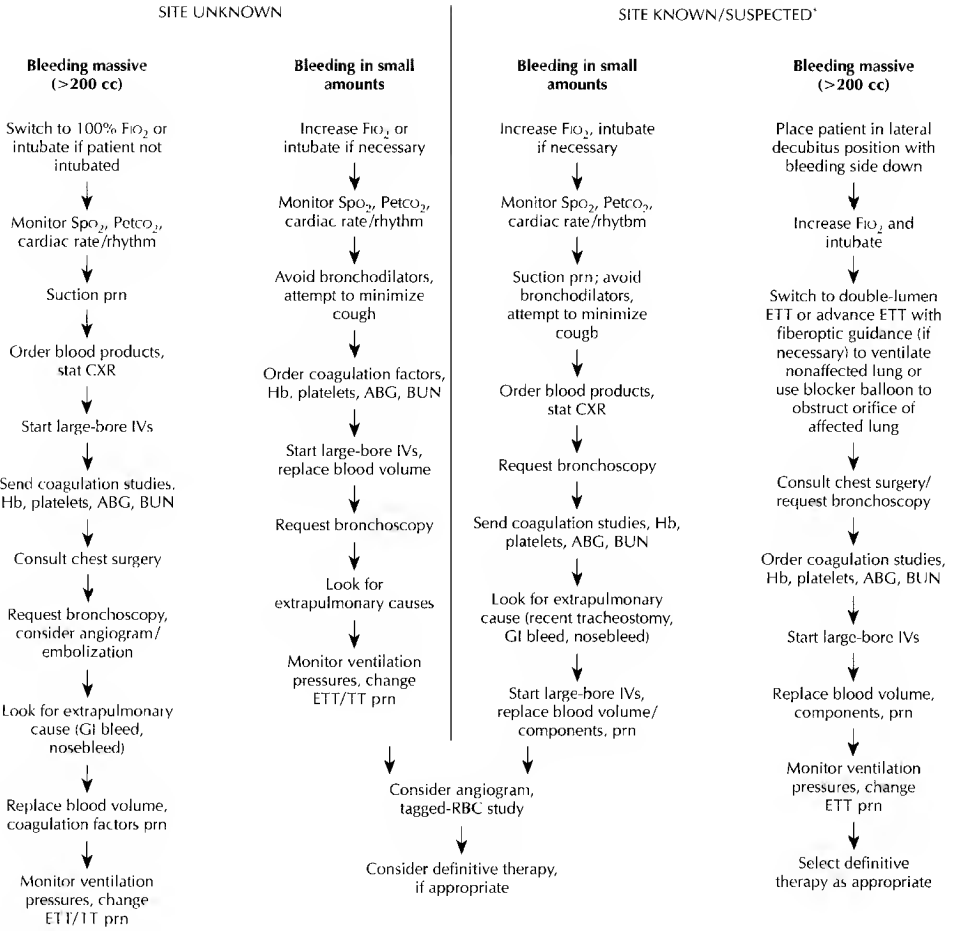 SITE UNKNOWN
Bleeding massive
(>200 cc)
Switch to 100% FIO2 or
intubate if patient not
intubated
Monitor Spo2, Petco2,
cardiac rate/rhythm
Suction prn
Order blood products,
stat CXR
Start large-bore IVs
Send coagulation studies,
Hb, platelets, ABG, BUN
Consult chest surgery
Request bronchoscopy,
consider angiogram/
embolization
Look for extrapulmonary
cause (GI bleed,
nosebleed)
Replace blood volume,
coagulation factors prn
Monitor ventilation
pressures, change
ETT/TT prn
Bleeding in small
amounts
Increase FIO2 or
intubate if necessary
Monitor Spo2, Petco2,
cardiac rate/rhythm
Avoid bronchodilators,
attempt to minimize
cough
Order coagulation factors,
Hb, platelets, ABG, BUN
Start large-bore IVs,
replace blood volume
Request bronchoscopy
Look for
extrapulmonary causes
Monitor ventilation
pressures, change
ETT/TT prn
SITE KNOWN/SUSPECTED*
Bleeding in small
amounts
Increase FIO2, intubate
if necessary
Monitor Spo2, Petco2,
cardiac rate/rhythm
Suction prn; avoid
bronchodilators,
attempt to minimize
cough
Order blood products,
stat CXR
Request bronchoscopy
Send coagulation studies, Hb,
platelets, ABG, BUN
Look for extrapulmonary
cause (recent tracheostomy,
GI bleed, nosebleed)
Start large-bore IVs,
replace blood volume/
components, prn
Consider angiogram,
tagged-RBC study
Consider definitive therapy,
if appropriate
Bleeding massive
(>200 cc)
Place patient in lateral
decubitus position with
bleeding side down
Increase FIO2 and
intubate
Switch to double-lumen
ETT or advance ETT with
fiberoptic guidance (if
necessary) to ventilate
nonaffected lung or
use blocker balloon to
obstruct orifice of
affected lung
Consult chest surgery/
request bronchoscopy
Order coagulation studies,
Hb, platelets, ABG, BUN
Start large-bore IVs
Replace blood volume,
components, prn
Monitor ventilation
pressures, change
ETT prn
Select definitive
therapy as appropriate